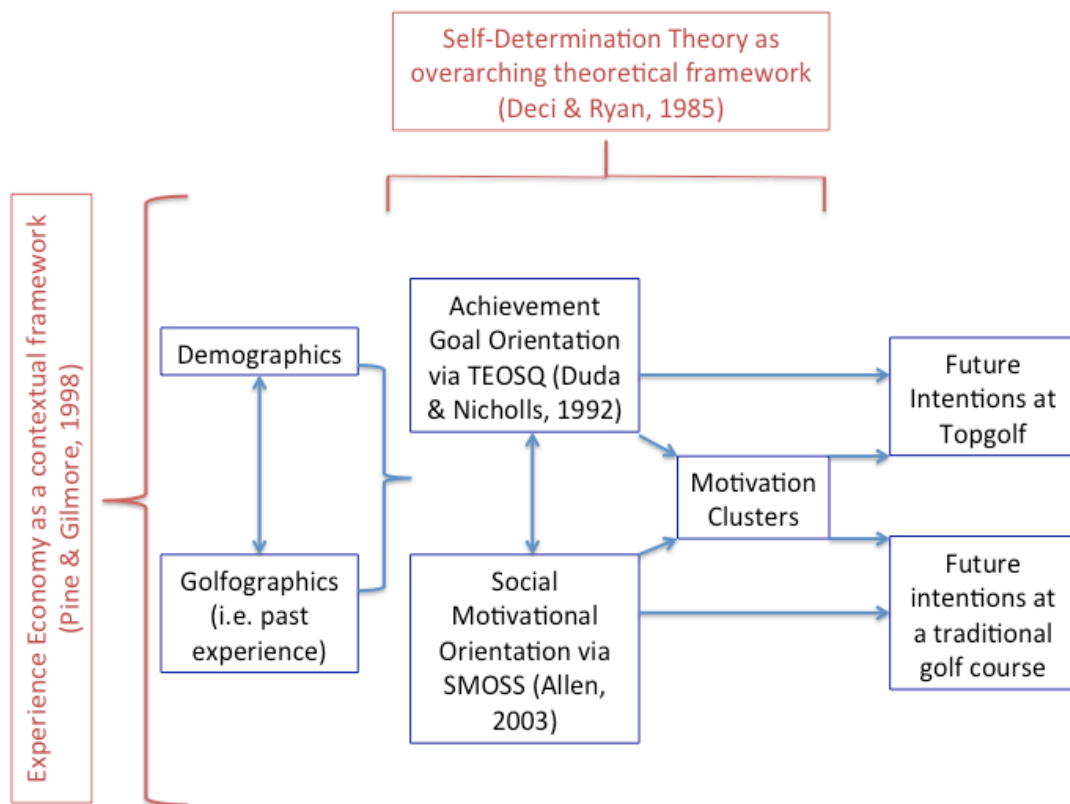 Self-Determination Theory as
overarching theoretical framework
(Deci & Ryan, 1985)
Experience Economy as a contextual framework
(Pine & Gilmore, 1998)
Demographics
Golfographics
(i.e. past
experience)
Achievement
Goal Orientation
via TEOSQ (Duda
& Nicholls, 1992)
Social
Motivational
Orientation via
SMOSS (Allen,
2003)
Motivation
Clusters
Future
Intentions at
Topgolf
Future
intentions at
a traditional
golf course